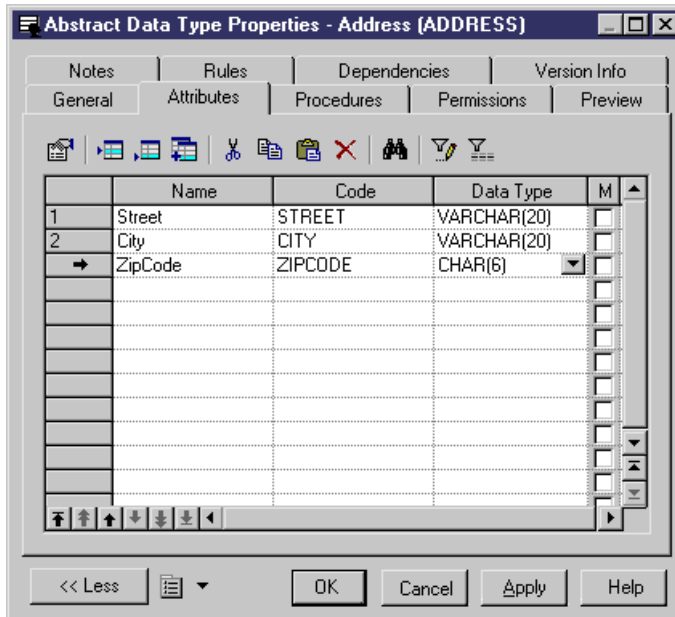 Abstract Data Type Properties - Address (ADDRESS)
Notes Rules Dependencies Version Info
General Attributes Procedures Permissions Preview
Name Code Data Type M
1 Street STREET VARCHAR(20)
2 City CITY VARCHAR(20)
ZipCode ZIPCODE CHAR(6)
<< Less OK Cancel Apply Help